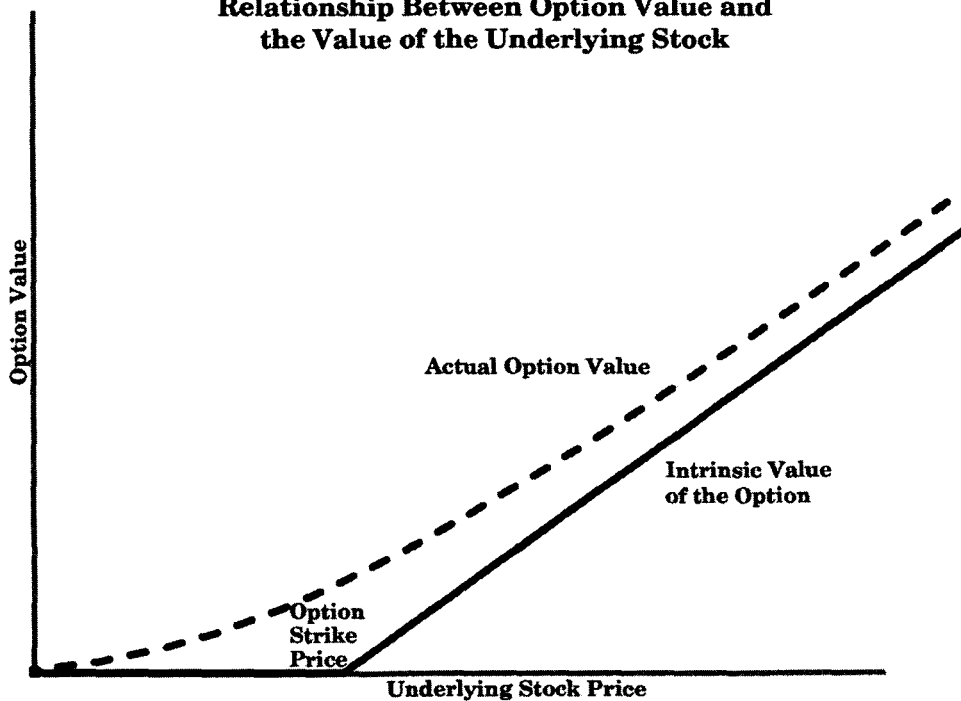 Relationship Between Option Value and
the Value of the Underlying Stock
Option Value
Actual Option Value
Intrinsic Value
of the Option
Option
Strike
Price
Underlying Stock Price